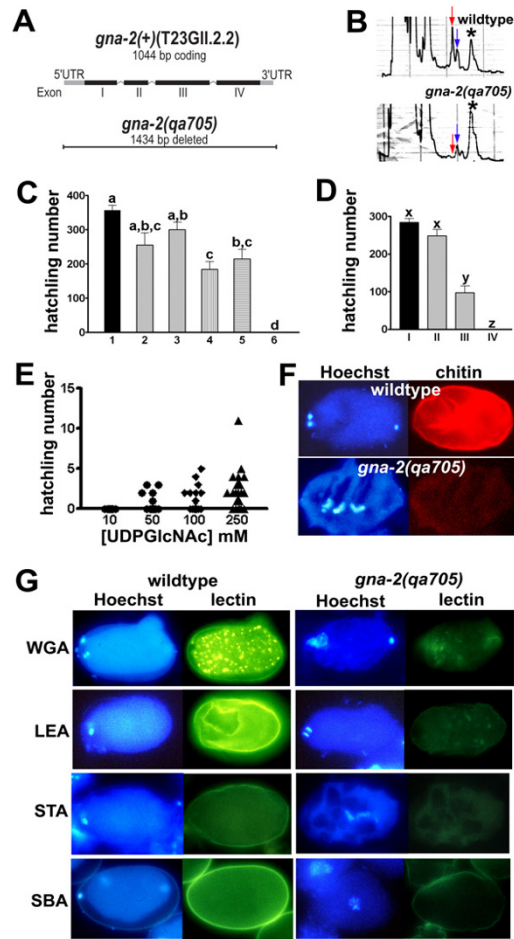 A
gna-2(+)(T23GII.2.2)
1044 bp coding
5'UTR 3'UTR
Exon I II III IV
gna-2(qa705)
1434 bp deleted
B
wildtype
*
gna-2(qa705)
*
C
hatchling number
400
300
200
100
0
a
a,b,c
a,b
c
b,c
d
1 2 3 4 5 6
D
hatchling number
300
200
100
0
x
x
y
z
I II III IV
E
hatchling number
15
10
5
0
10 50 100 250
[UDPGlcNAc] mM
F
Hoechst chitin
wildtype
gna-2(qa705)
G
wildtype gna-2(qa705)
Hoechst lectin Hoechst lectin
WGA
LEA
STA
SBA